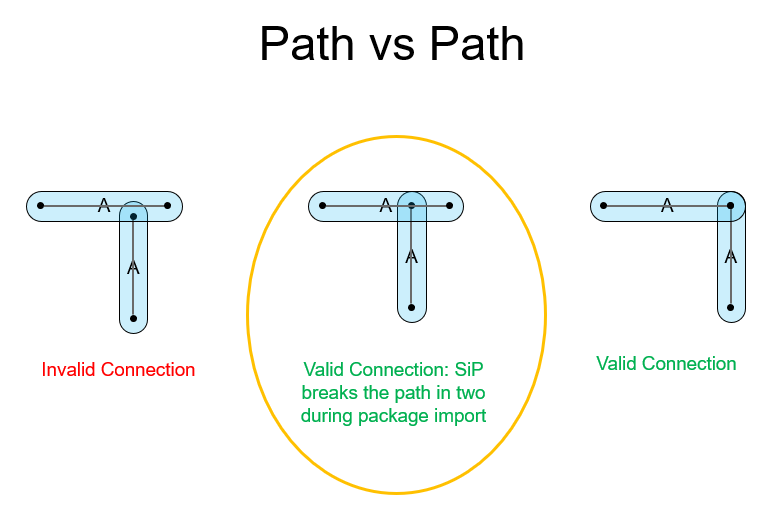 Path vs Path
A
A
A
A
A
A
Invalid Connection
Valid Connection: SiP
breaks the path in two
during package import
Valid Connection